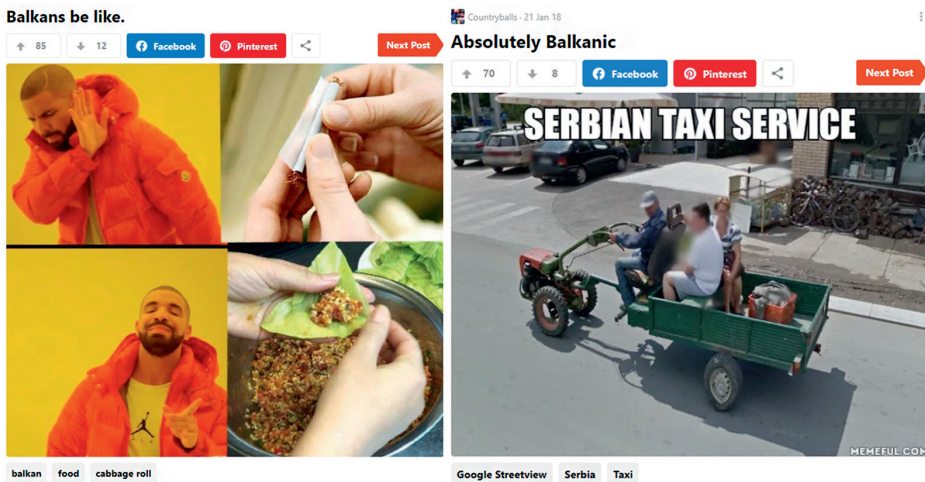 Balkans be like.
85 12 Facebook Pinterest Next Post
balkan food cabbage roll
Countryballs · 21 Jan 18
Absolutely Balkanic
70 8 Facebook Pinterest Next Post
SERBIAN TAXI SERVICE
MEMEFUL.COM
Google Streetview Serbia Taxi